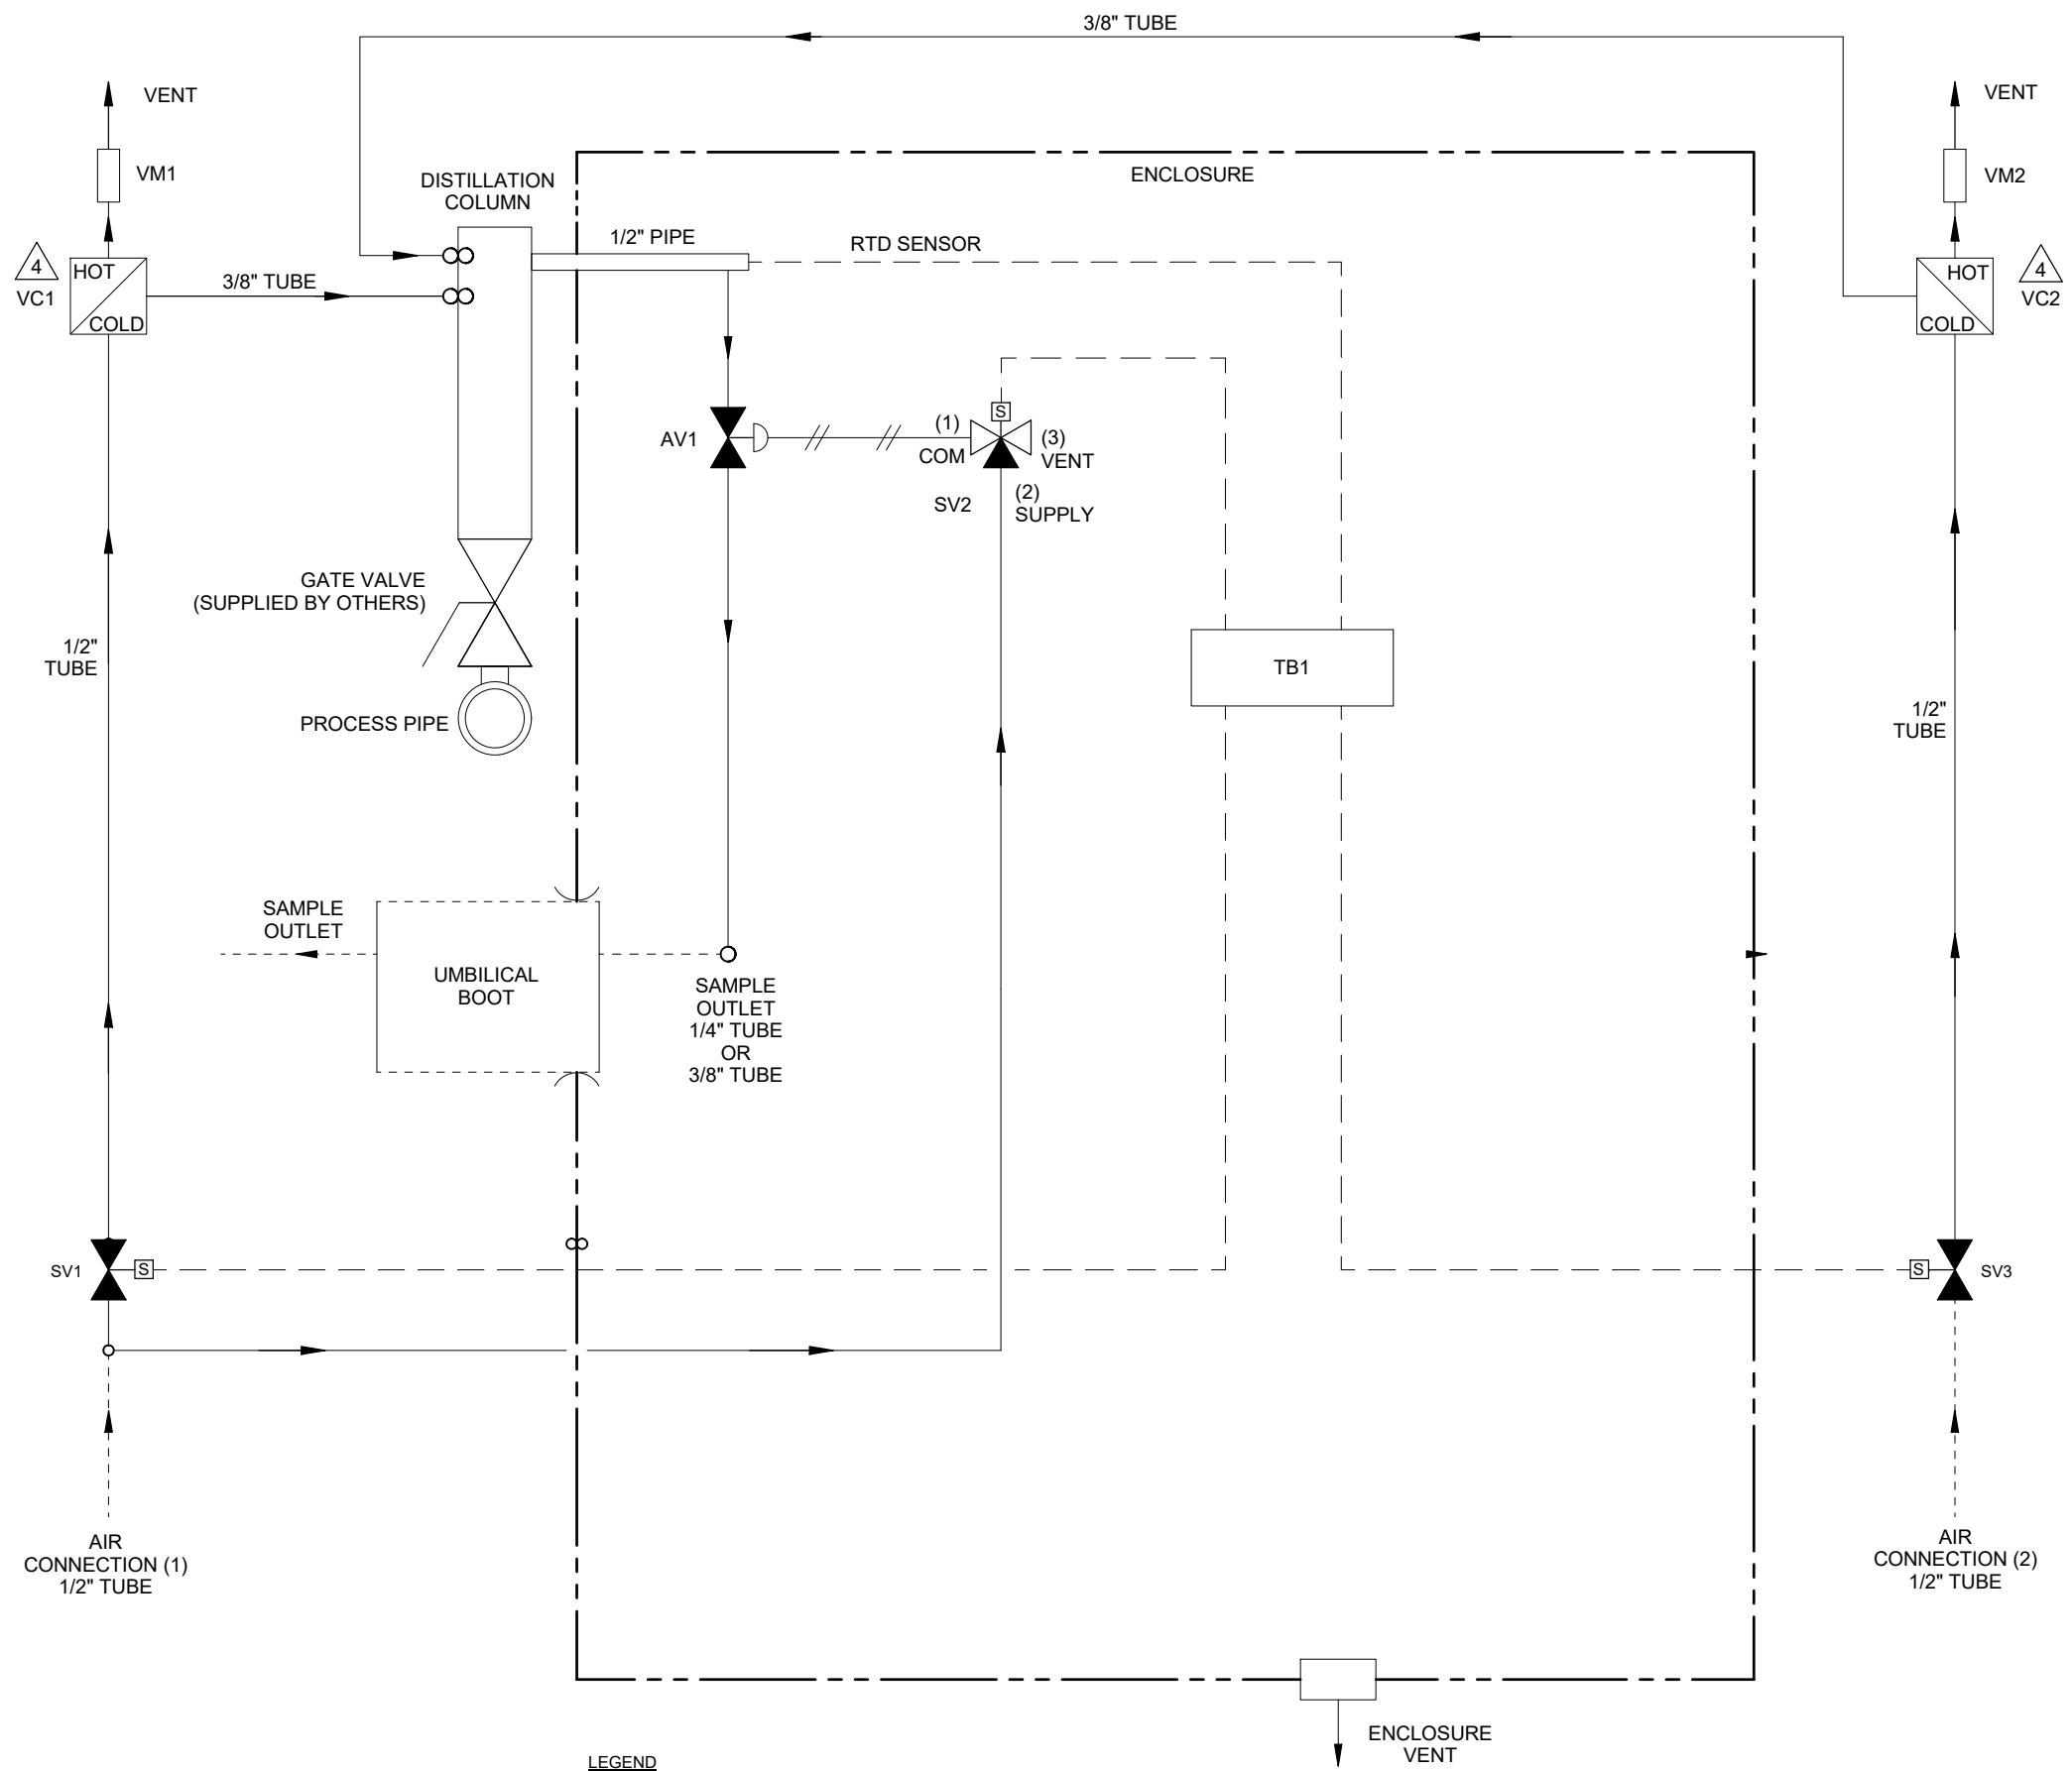 3/8" TUBE
VENT
VENT
VM1
VM2
DISTILLATION
COLUMN
ENCLOSURE
1/2" PIPE
RTD SENSOR
4
VC1
HOT
COLD
3/8" TUBE
HOT
COLD
4
VC2
S
AV1
(1)
COM
(3)
VENT
SV2
(2)
SUPPLY
GATE VALVE
(SUPPLIED BY OTHERS)
1/2"
TUBE
TB1
PROCESS PIPE
1/2"
TUBE
SAMPLE
OUTLET
UMBILICAL
BOOT
SAMPLE
OUTLET
1/4" TUBE
OR
3/8" TUBE
SV1
S
S
SV3
AIR
CONNECTION (1)
1/2" TUBE
AIR
CONNECTION (2)
1/2" TUBE
ENCLOSURE
VENT
LEGEND